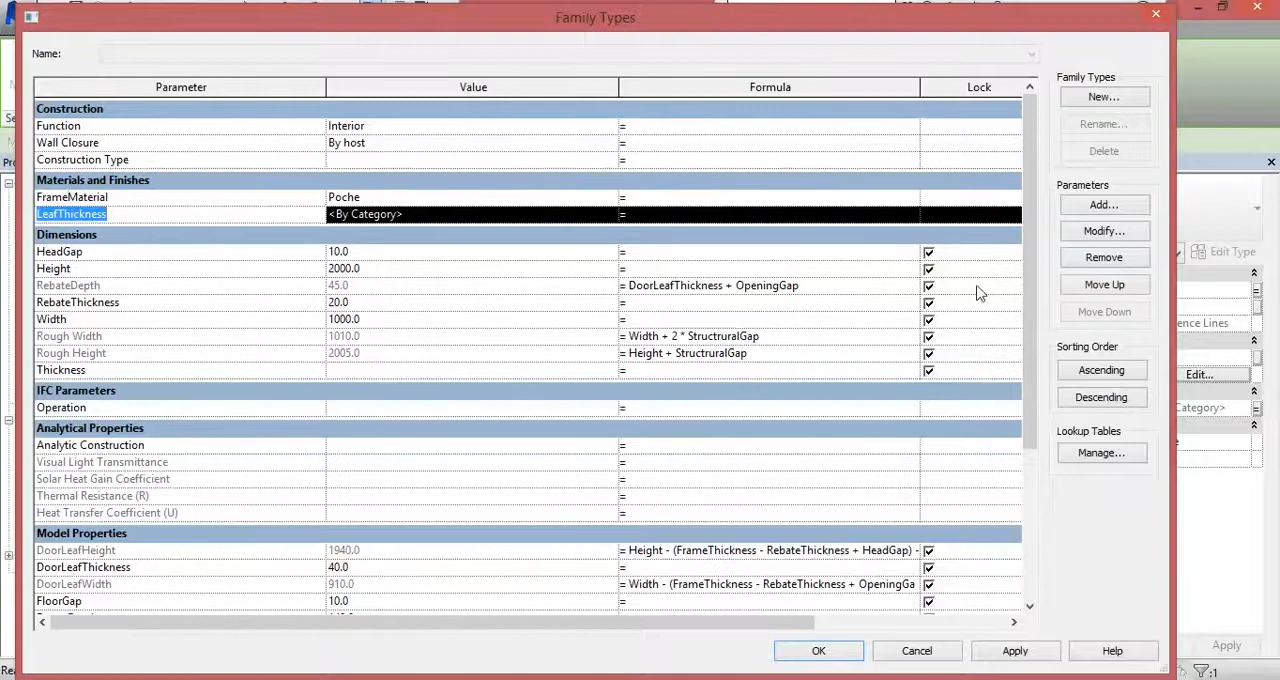 Family Types
Name:
Parameter Value Formula Lock
Construction
Function Interior =
Wall Closure By host =
Construction Type =
Materials and Finishes
FrameMaterial Poche =
LeafThickness <By Category> =
Dimensions
HeadGap 10.0 =
Height 2000.0 =
RebateDepth 45.0 = DoorLeafThickness + OpeningGap
RebateThickness 20.0 =
Width 1000.0 =
Rough Width 1010.0 = Width + 2 * StructruralGap
Rough Height 2005.0 = Height + StructruralGap
Thickness =
IFC Parameters
Operation =
Analytical Properties
Analytic Construction =
Visual Light Transmittance =
Solar Heat Gain Coefficient =
Thermal Resistance (R) =
Heat Transfer Coefficient (U) =
Model Properties
DoorLeafHeight 1940.0 = Height - (FrameThickness - RebateThickness + HeadGap) -
DoorLeafThickness 40.0 =
DoorLeafWidth 910.0 = Width - (FrameThickness - RebateThickness + OpeningGa
FloorGap 10.0 =
Family Types
New...
Rename...
Delete
Parameters
Add...
Modify...
Remove
Move Up
Move Down
Sorting Order
Ascending
Descending
Lookup Tables
Manage...
OK Cancel Apply Help
Edit Type
ence Lines
Edit...
Category>
Apply
:1